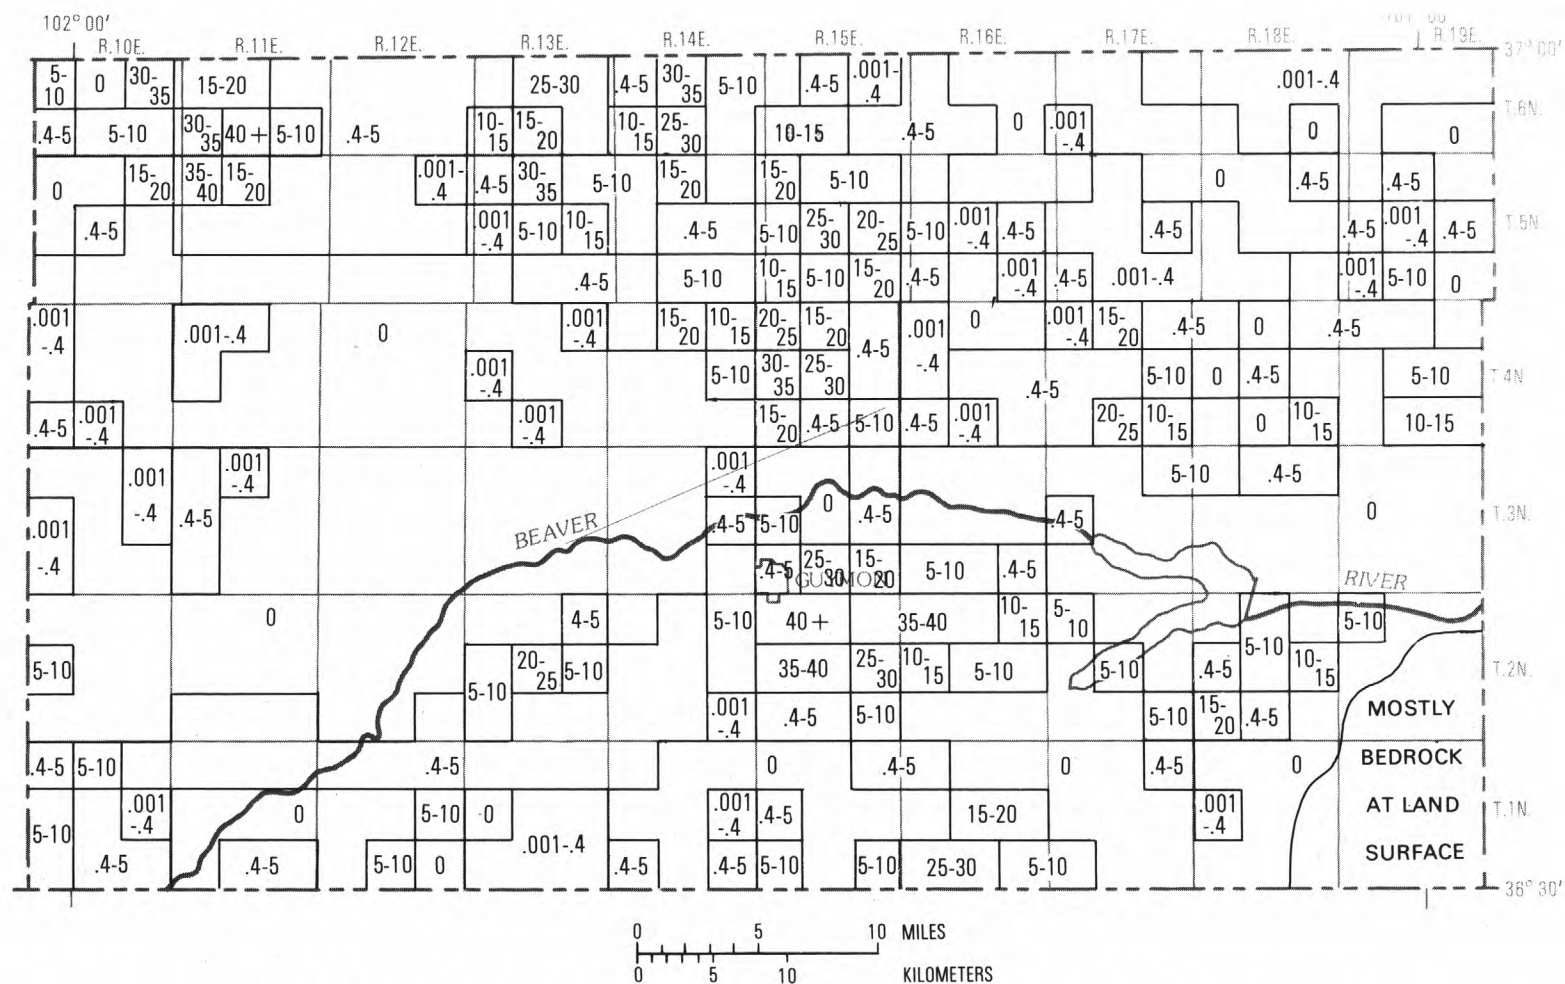 102° 00'
R.10E. R.11E. R.12E. R.13E. R.14E. R.15E. R.16E. R.17E. R.18E. R.19E.
37° 00'
5-10 0 30-35 15-20 25-30 .4-5 30-35 5-10 .4-5 .001-.4 .001-.4
T.6N.
.4-5 5-10 30-35 40+ 5-10 .4-5 10-15 15-20 10-15 25-30 10-15 .4-5 0 .001-.4 0 0
0 15-20 35-40 15-20 .001-.4 .4-5 30-35 5-10 15-20 15-20 5-10 0 .4-5 .4-5
.4-5 .001-.4 5-10 10-15 .4-5 5-10 25-30 20-25 5-10 .001-.4 .4-5 .4-5 .4-5 .001-.4 .4-5
T.5N.
.4-5 5-10 10-15 5-10 15-20 .4-5 .001-.4 .4-5 .001-.4 .001-.4 5-10 0
.001-.4 .001-.4 0 .001-.4 15-20 10-15 20-25 15-20 .4-5 .001-.4 0 .001-.4 15-20 .4-5 0 .4-5
.001-.4 5-10 30-35 25-30 .4-5 5-10 0 .4-5 5-10
T.4N.
.4-5 .001-.4 .001-.4 15-20 .4-5 5-10 .4-5 .001-.4 20-25 10-15 0 10-15 10-15
.001-.4 .001-.4 .001-.4 5-10 .4-5
.001-.4 .4-5 BEAVER .4-5 5-10 0 .4-5 .4-5 0
T.3N.
.4-5 25-30 15-20 5-10 .4-5
GUYMON
RIVER
0 4-5 5-10 40+ 35-40 10-15 5-10 5-10 5-10
5-10 5-10 20-25 5-10 35-40 25-30 10-15 5-10 5-10 .4-5 10-15
T.2N.
.001-.4 .4-5 5-10 5-10 15-20 .4-5
MOSTLY
.4-5 5-10 .4-5 0 .4-5 0 .4-5 0
BEDROCK
5-10 .001-.4 0 5-10 0 .001-.4 .001-.4 .4-5 15-20 .001-.4
AT LAND
T.1N.
.4-5 .4-5 5-10 0 .4-5 .4-5 5-10 5-10 25-30 5-10
SURFACE
36° 30'
0 5 10 MILES
0 5 10 KILOMETERS